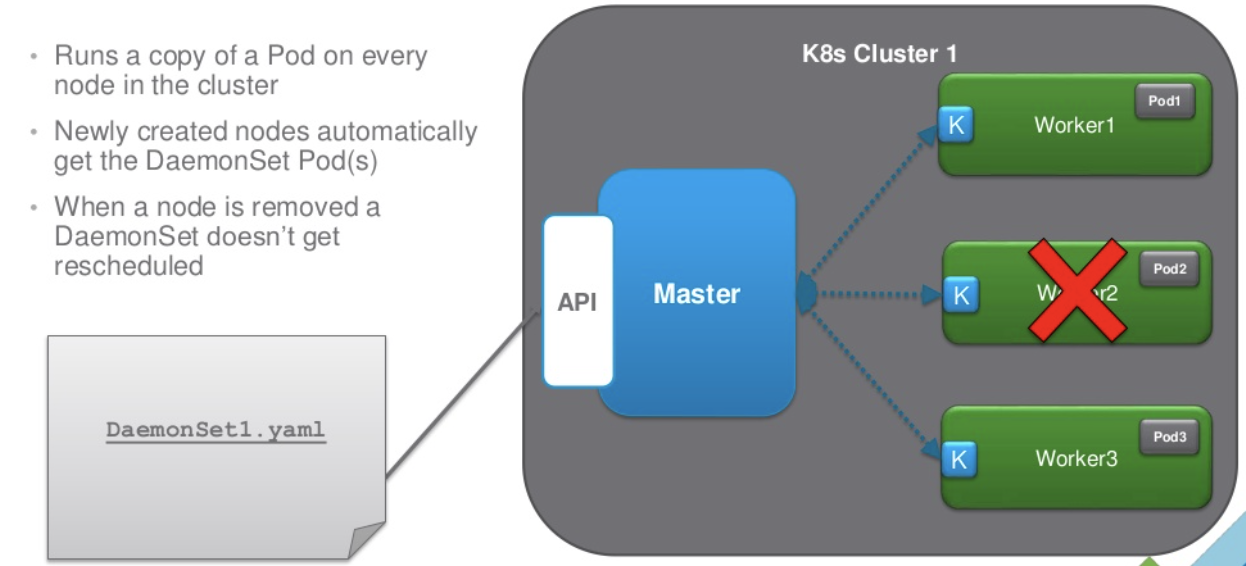 Runs a copy of a Pod on every
node in the cluster
Newly created nodes automatically
get the DaemonSet Pod(s)
When a node is removed a
DaemonSet doesn't get
rescheduled
DaemonSet1.yaml
K8s Cluster 1
API
Master
K
Worker1
Pod1
K
Pod2
K
Worker3
Pod3